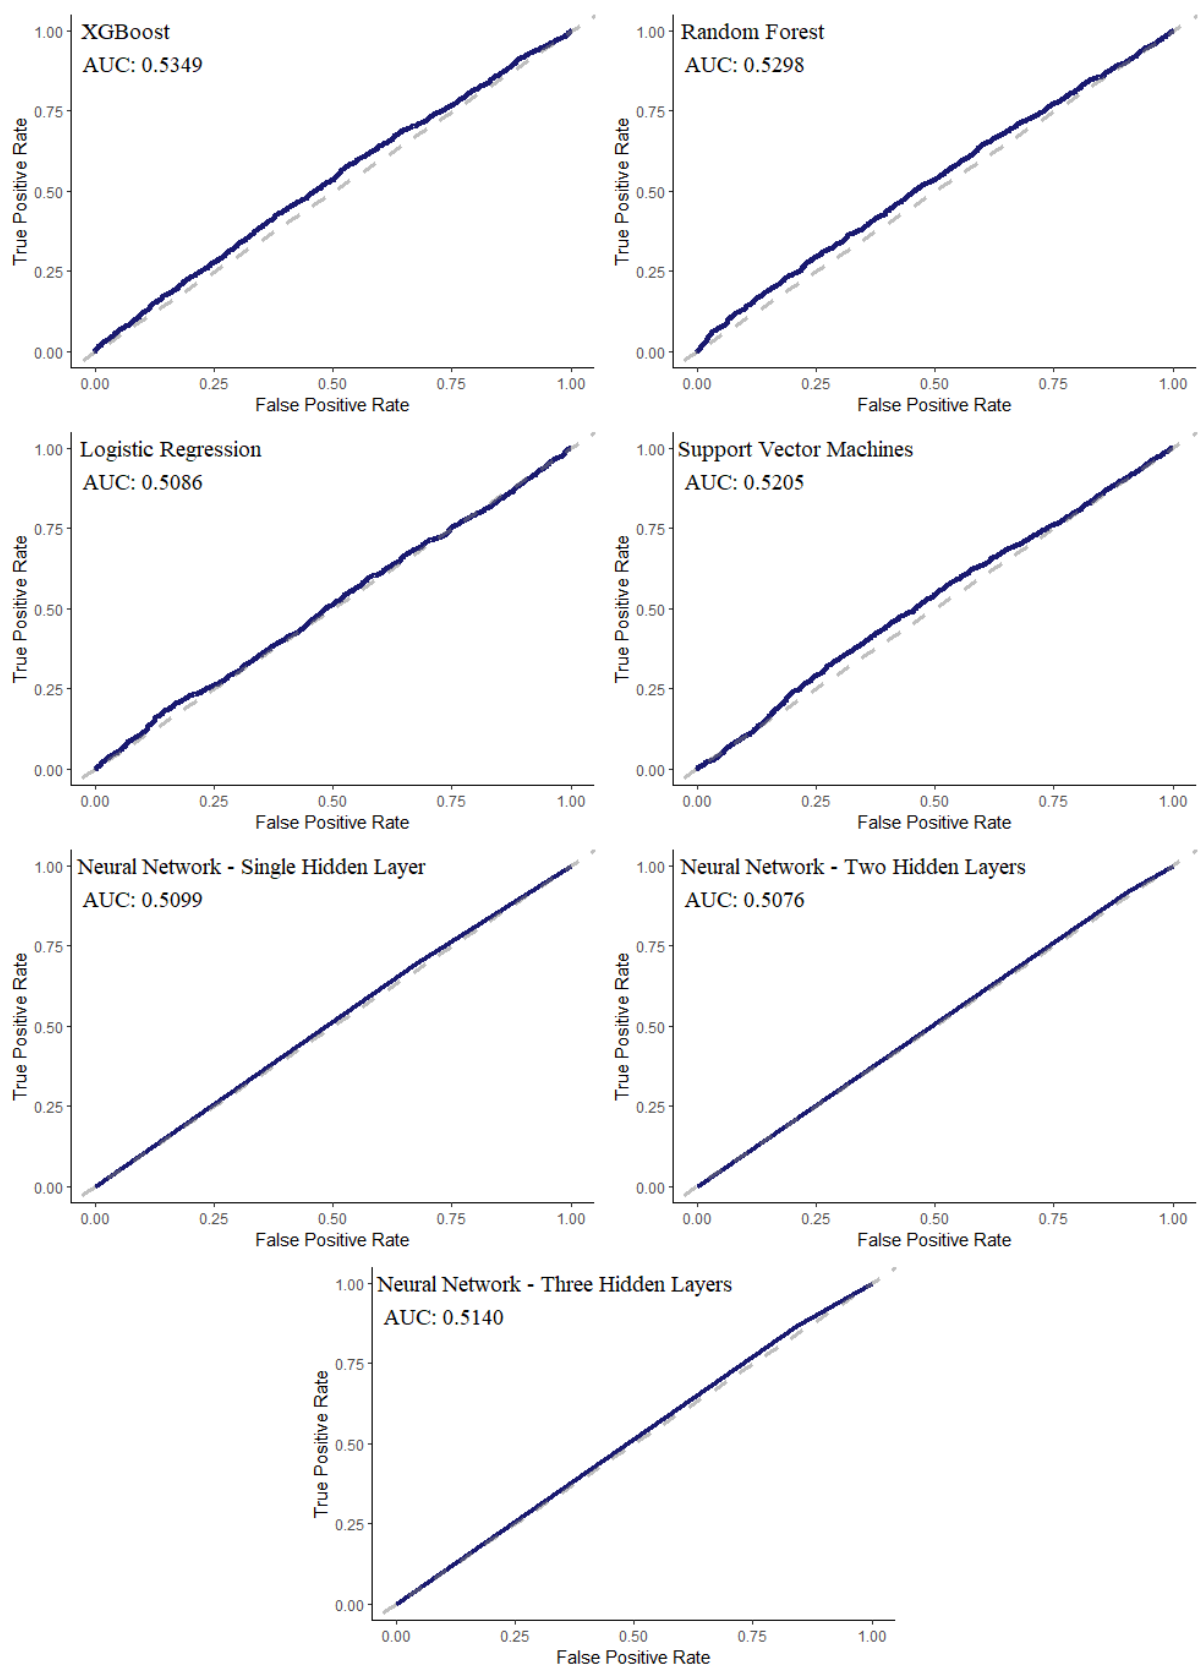 XGBoost
AUC: 0.5349
True Positive Rate
1.00
0.75
0.50
0.25
0.00
0.00 0.25 0.50 0.75 1.00
False Positive Rate
Random Forest
AUC: 0.5298
True Positive Rate
1.00
0.75
0.50
0.25
0.00
0.00 0.25 0.50 0.75 1.00
False Positive Rate
Logistic Regression
AUC: 0.5086
True Positive Rate
1.00
0.75
0.50
0.25
0.00
0.00 0.25 0.50 0.75 1.00
False Positive Rate
Support Vector Machines
AUC: 0.5205
True Positive Rate
1.00
0.75
0.50
0.25
0.00
0.00 0.25 0.50 0.75 1.00
False Positive Rate
Neural Network - Single Hidden Layer
AUC: 0.5099
True Positive Rate
1.00
0.75
0.50
0.25
0.00
0.00 0.25 0.50 0.75 1.00
False Positive Rate
Neural Network - Two Hidden Layers
AUC: 0.5076
True Positive Rate
1.00
0.75
0.50
0.25
0.00
0.00 0.25 0.50 0.75 1.00
False Positive Rate
Neural Network - Three Hidden Layers
AUC: 0.5140
True Positive Rate
1.00
0.75
0.50
0.25
0.00
0.00 0.25 0.50 0.75 1.00
False Positive Rate